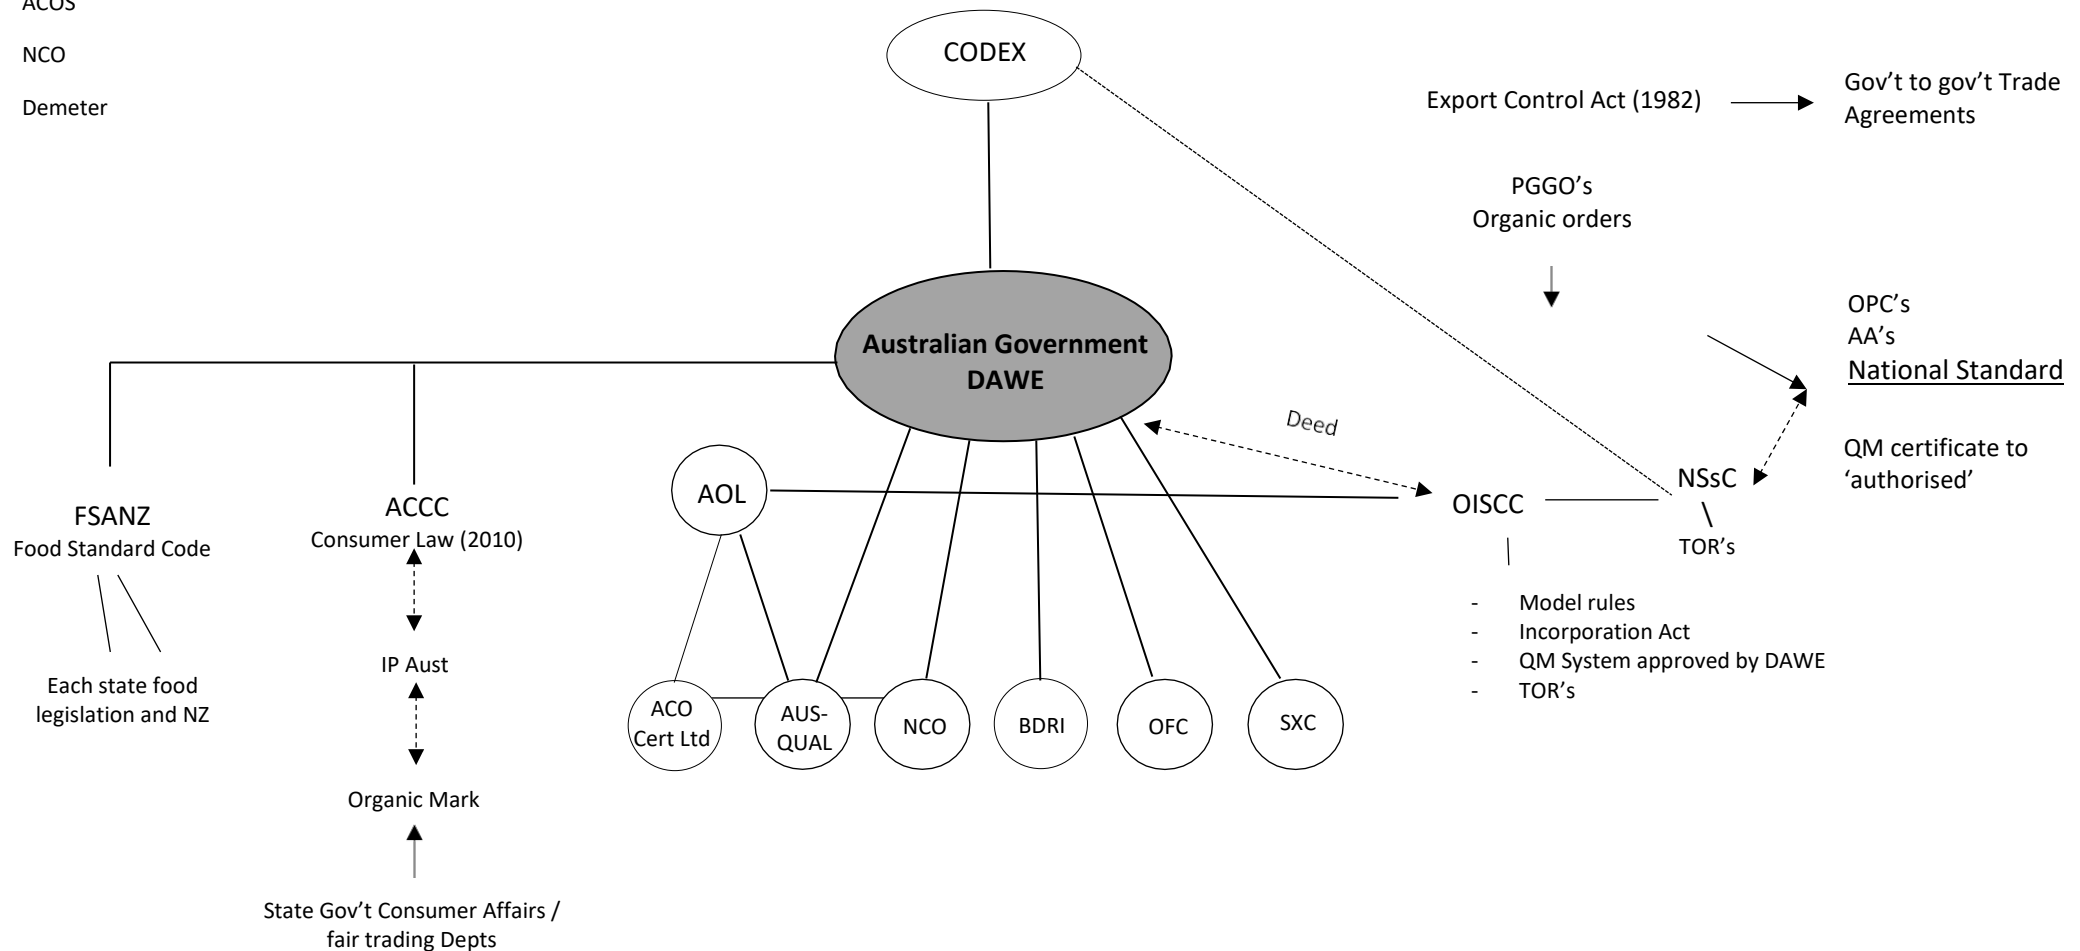 ACOS
NCO
Demeter
CODEX
Export Control Act (1982)
Gov’t to gov’t Trade
Agreements
PGGO’s
Organic orders
OPC’s
AA’s
National Standard
QM certificate to
‘authorised’
Australian Government
DAWE
Deed
AOL
OISCC
NSsC
TOR’s
FSANZ
Food Standard Code
ACCC
Consumer Law (2010)
- Model rules
- Incorporation Act
- QM System approved by DAWE
- TOR’s
IP Aust
Each state food
legislation and NZ
ACO
Cert Ltd
AUS-
QUAL
NCO
BDRI
OFC
SXC
Organic Mark
State Gov’t Consumer Affairs /
fair trading Depts